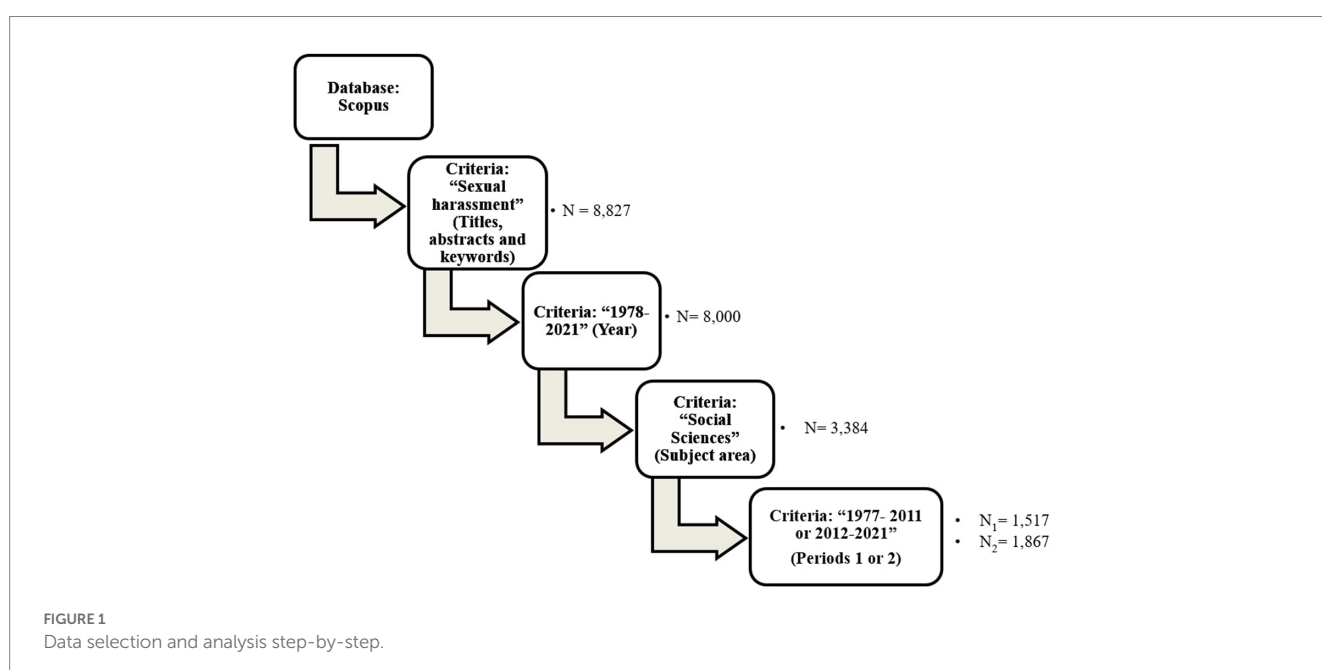 Database:
Scopus
Criteria:
“Sexual
harassment”
(Titles,
abstracts and
keywords)
• N = 8,827
Criteria: “1978-
2021” (Year)
• N= 8,000
Criteria:
“Social
Sciences”
(Subject area)
• N= 3,384
Criteria: “1977- 2011
or 2012-2021”
(Periods 1 or 2)
• N₁= 1,517
• N₂= 1,867
FIGURE 1
Data selection and analysis step-by-step.